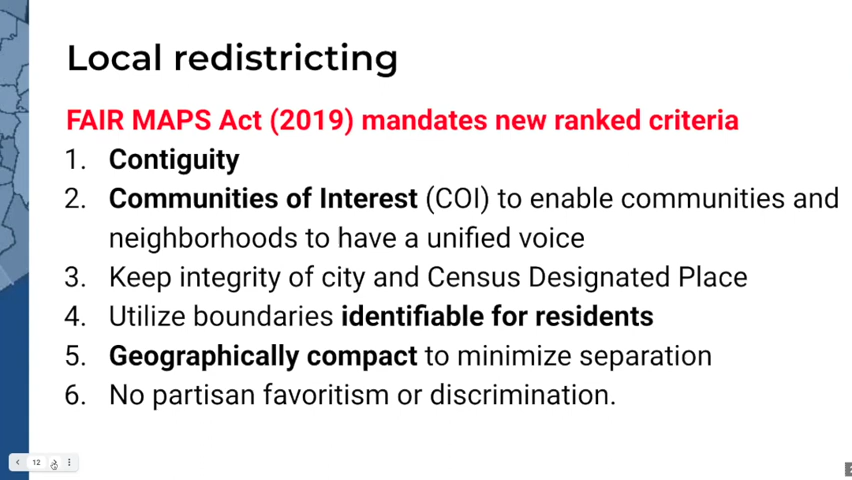 Local redistricting
FAIR MAPS Act (2019) mandates new ranked criteria
1. Contiguity
2. Communities of Interest (COI) to enable communities and
neighborhoods to have a unified voice
3. Keep integrity of city and Census Designated Place
4. Utilize boundaries identifiable for residents
5. Geographically compact to minimize separation
6. No partisan favoritism or discrimination.
12